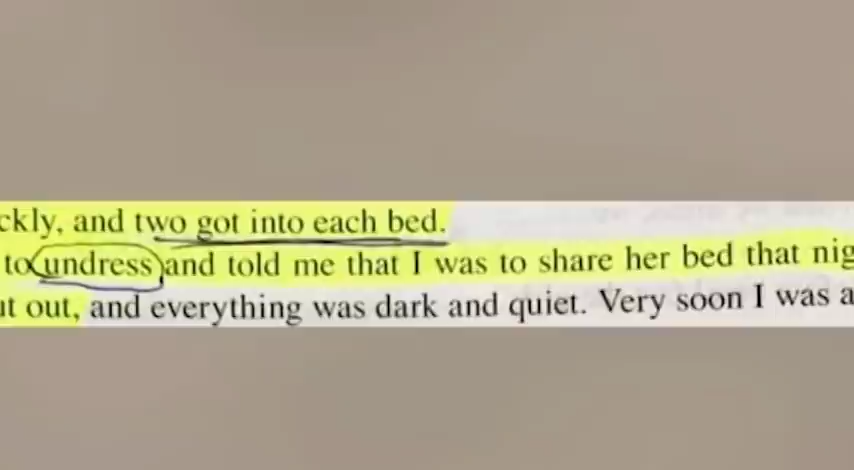 ckly, and two got into each bed.
to undress and told me that I was to share her bed that nig
ut out, and everything was dark and quiet. Very soon I was a